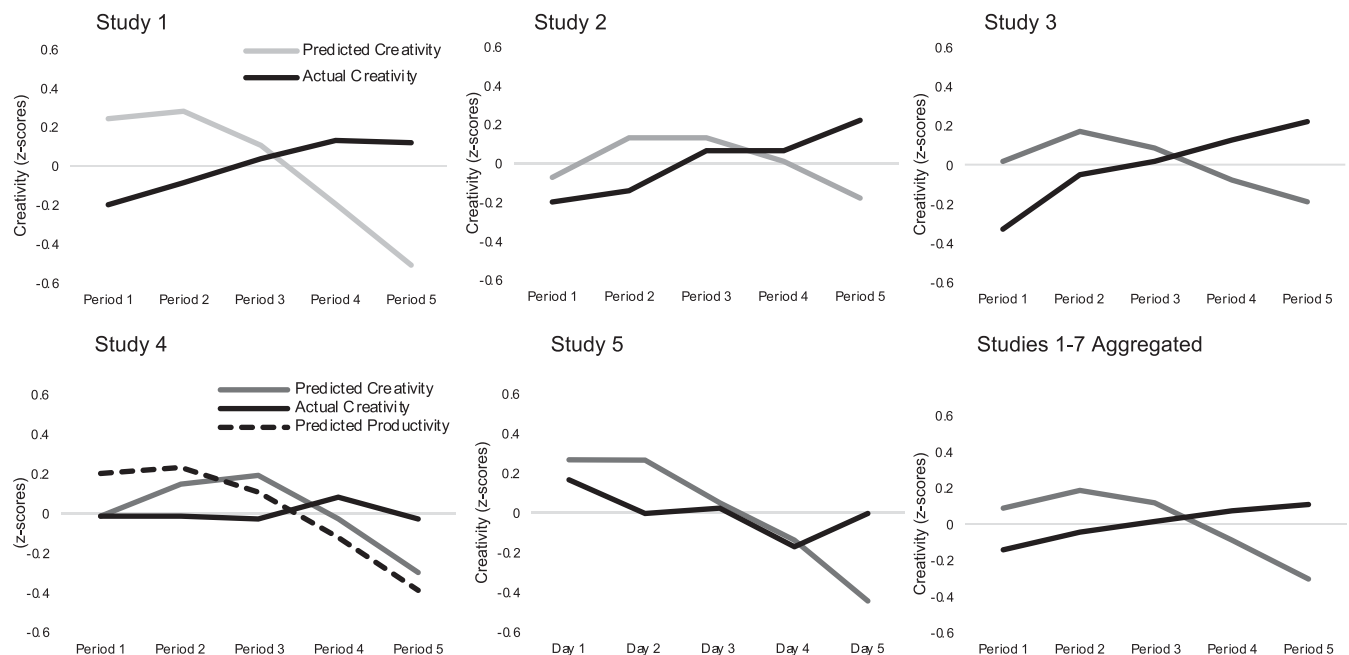 Study 1
Predicted Creativity
Actual Creativity
Creativity (z-scores)
0.6
0.4
0.2
0
-0.2
-0.4
-0.6
Period 1 Period 2 Period 3 Period 4 Period 5
Study 2
Creativity (z-scores)
0.6
0.4
0.2
0
-0.2
-0.4
-0.6
Period 1 Period 2 Period 3 Period 4 Period 5
Study 3
Creativity (z-scores)
0.6
0.4
0.2
0
-0.2
-0.4
-0.6
Period 1 Period 2 Period 3 Period 4 Period 5
Study 4
Predicted Creativity
Actual Creativity
Predicted Productivity
(z-scores)
0.6
0.4
0.2
0
-0.2
-0.4
-0.6
Period 1 Period 2 Period 3 Period 4 Period 5
Study 5
Creativity (z-scores)
0.6
0.4
0.2
0
-0.2
-0.4
-0.6
Day 1 Day 2 Day 3 Day 4 Day 5
Studies 1-7 Aggregated
Creativity (z-scores)
0.6
0.4
0.2
0
-0.2
-0.4
-0.6
Period 1 Period 2 Period 3 Period 4 Period 5